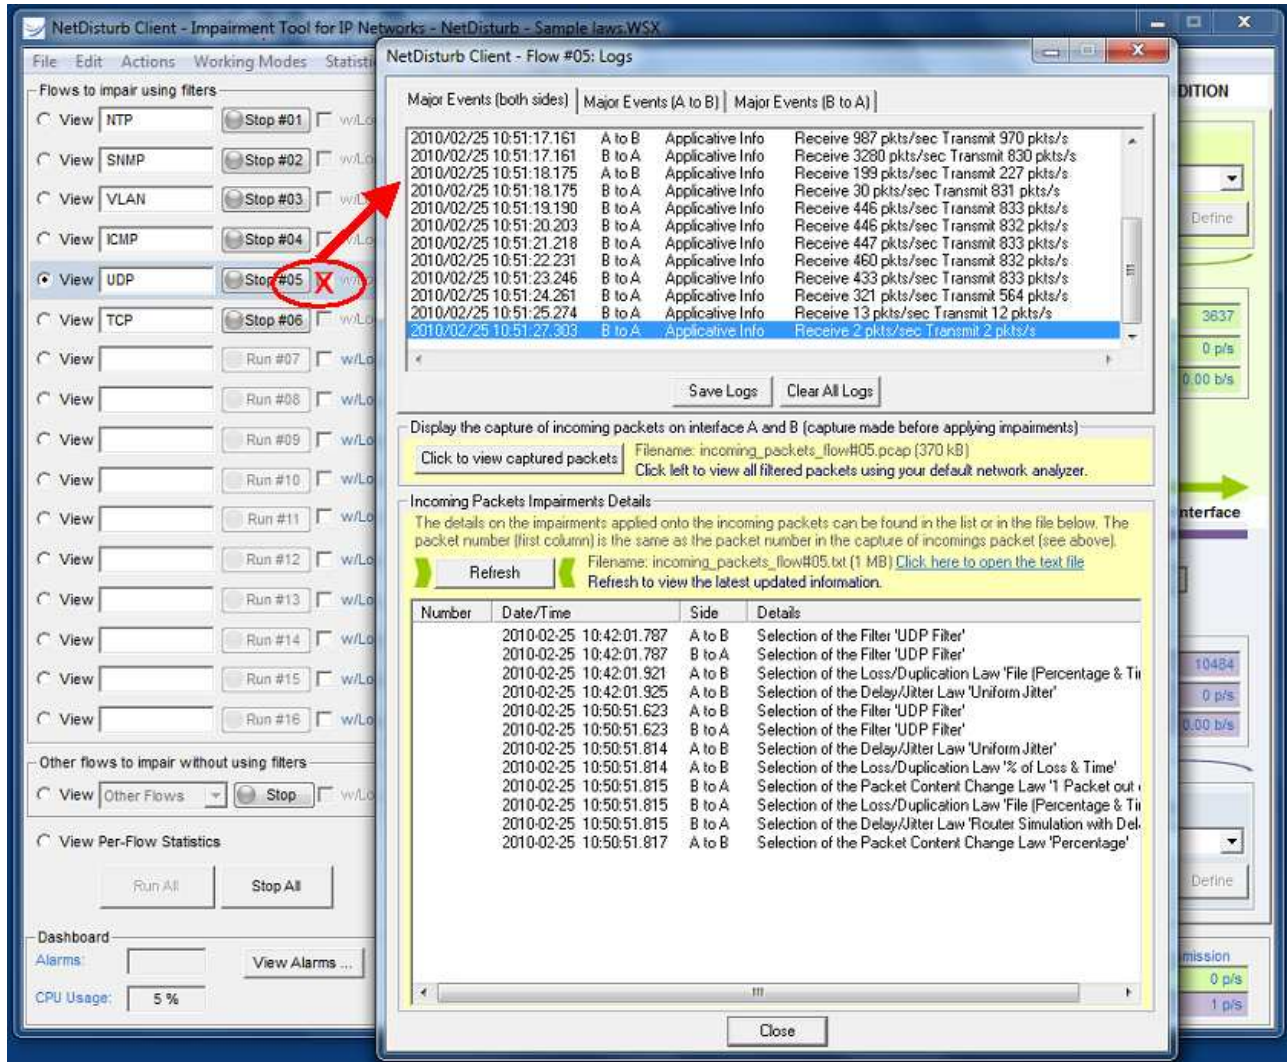 NetDisturb Client - Impairment Tool for IP Networks - NetDisturb - Sample laws.WSX
File Edit Actions Working Modes
Flows to impair using filters
View NTP Stop #01
View SNMP Stop #02
View VLAN Stop #03
View ICMP Stop #04
View UDP Stop #05 X
View TCP Stop #06
View Run #07
View Run #08
View Run #09
View Run #10
View Run #11
View Run #12
View Run #13
View Run #14
View Run #15
View Run #16
Other flows to impair without using filters
View Other Flows Stop
View Per-Flow Statistics
Run All Stop All
Dashboard
Alarms: View Alarms ...
CPU Usage: 5 %
NetDisturb Client - Flow #05: Logs
Major Events (both sides) Major Events (A to B) Major Events (B to A)
2010/02/25 10:51:17.161 A to B Applicative Info Receive 987 pkts/sec Transmit 970 pkts/s
2010/02/25 10:51:17.161 B to A Applicative Info Receive 3280 pkts/sec Transmit 830 pkts/s
2010/02/25 10:51:18.175 A to B Applicative Info Receive 199 pkts/sec Transmit 227 pkts/s
2010/02/25 10:51:18.175 B to A Applicative Info Receive 30 pkts/sec Transmit 831 pkts/s
2010/02/25 10:51:19.190 B to A Applicative Info Receive 446 pkts/sec Transmit 833 pkts/s
2010/02/25 10:51:20.203 B to A Applicative Info Receive 446 pkts/sec Transmit 832 pkts/s
2010/02/25 10:51:21.218 B to A Applicative Info Receive 447 pkts/sec Transmit 833 pkts/s
2010/02/25 10:51:22.231 B to A Applicative Info Receive 460 pkts/sec Transmit 832 pkts/s
2010/02/25 10:51:23.246 B to A Applicative Info Receive 433 pkts/sec Transmit 833 pkts/s
2010/02/25 10:51:24.261 B to A Applicative Info Receive 321 pkts/sec Transmit 564 pkts/s
2010/02/25 10:51:25.274 B to A Applicative Info Receive 13 pkts/sec Transmit 12 pkts/s
2010/02/25 10:51:27.303 B to A Applicative Info Receive 2 pkts/sec Transmit 2 pkts/s
Save Logs Clear All Logs
Display the capture of incoming packets on interface A and B (capture made before applying impairments)
Click to view captured packets
Filename: incoming_packets_flow#05.pcap (370 kB)
Click left to view all filtered packets using your default network analyzer.
Incoming Packets Impairments Details
The details on the impairments applied onto the incoming packets can be found in the list or in the file below. The
packet number (first column) is the same as the packet number in the capture of incomings packet (see above).
Refresh
Filename: incoming_packets_flow#05.txt (1 MB) Click here to open the text file
Refresh to view the latest updated information.
Number Date/Time Side Details
2010-02-25 10:42:01.787 A to B Selection of the Filter 'UDP Filter'
2010-02-25 10:42:01.787 B to A Selection of the Filter 'UDP Filter'
2010-02-25 10:42:01.921 A to B Selection of the Loss/Duplication Law 'File (Percentage & Ti
2010-02-25 10:42:01.925 A to B Selection of the Delay/Jitter Law 'Uniform Jitter'
2010-02-25 10:50:51.623 A to B Selection of the Filter 'UDP Filter'
2010-02-25 10:50:51.623 B to A Selection of the Filter 'UDP Filter'
2010-02-25 10:50:51.814 A to B Selection of the Delay/Jitter Law 'Uniform Jitter'
2010-02-25 10:50:51.814 A to B Selection of the Loss/Duplication Law '% of Loss & Time'
2010-02-25 10:50:51.815 B to A Selection of the Packet Content Change Law '1 Packet out
2010-02-25 10:50:51.815 B to A Selection of the Loss/Duplication Law 'File (Percentage & Ti
2010-02-25 10:50:51.815 B to A Selection of the Delay/Jitter Law 'Router Simulation with Del
2010-02-25 10:50:51.817 A to B Selection of the Packet Content Change Law 'Percentage'
Close
DITION
Define
3637
0 p/s
0.00 b/s
nterface
10484
0 p/s
0.00 b/s
Define
mission
0 p/s
1 p/s